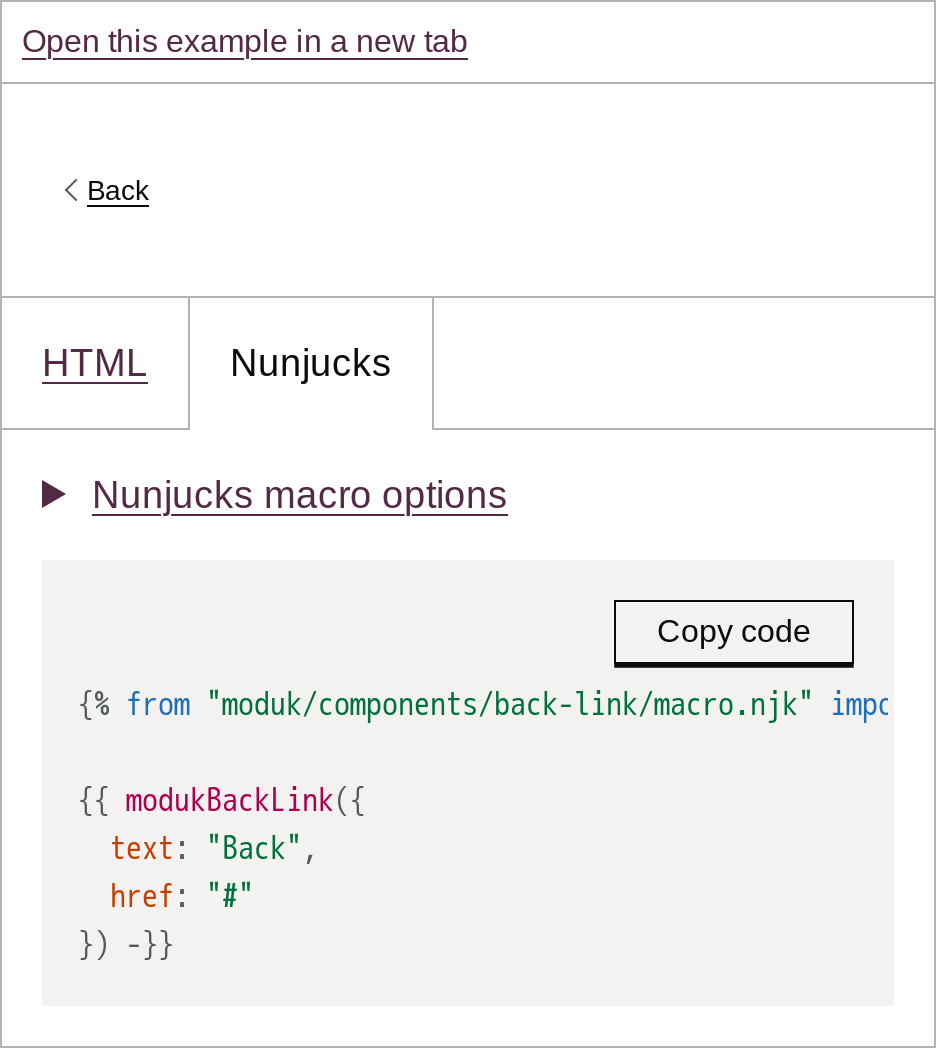 Open this example in a new tab
Back
HTML
Nunjucks
Nunjucks macro options
Copy code
{% from "moduk/components/back-link/macro.njk" impo
{{ modukBackLink({
  text: "Back",
  href: "#"
}) -}}